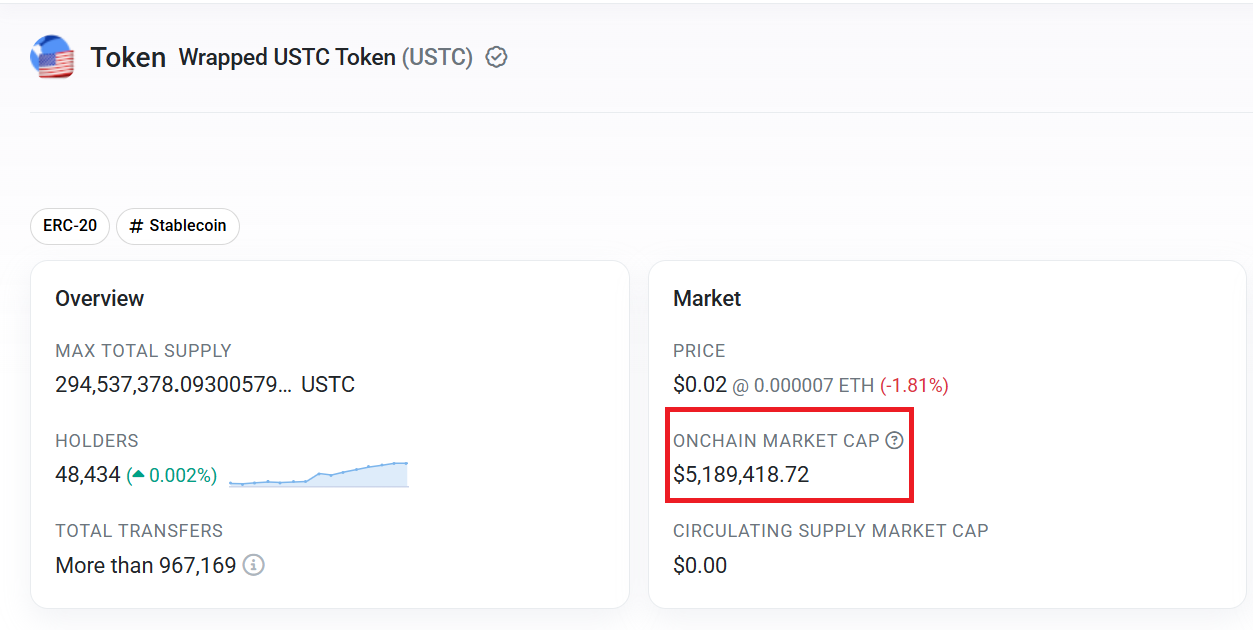 Token Wrapped USTC Token (USTC)
ERC-20 # Stablecoin
Overview
MAX TOTAL SUPPLY
294,537,378.09300579... USTC
HOLDERS
48,434 (▲ 0.002%)
TOTAL TRANSFERS
More than 967,169
Market
PRICE
$0.02 @ 0.000007 ETH (-1.81%)
ONCHAIN MARKET CAP
$5,189,418.72
CIRCULATING SUPPLY MARKET CAP
$0.00